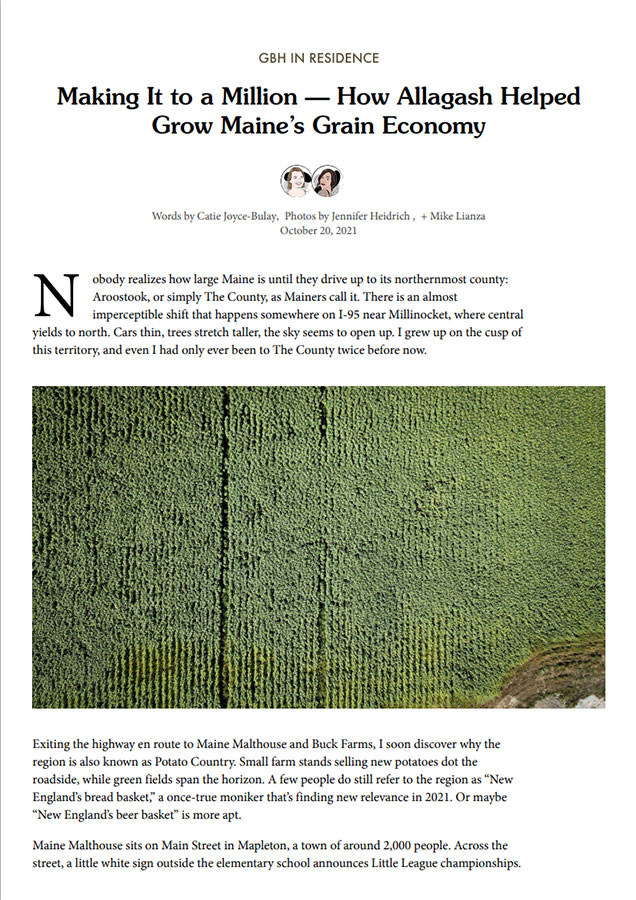 GBH IN RESIDENCE
Making It to a Million — How Allagash Helped
Grow Maine's Grain Economy
Words by Catie Joyce-Bulay,  Photos by Jennifer Heidrich ,  + Mike Lianza
October 20, 2021
Nobody realizes how large Maine is until they drive up to its northernmost county:
Aroostook, or simply The County, as Mainers call it. There is an almost
imperceptible shift that happens somewhere on I-95 near Millinocket, where central
yields to north. Cars thin, trees stretch taller, the sky seems to open up. I grew up on the cusp of
this territory, and even I had only ever been to The County twice before now.
Exiting the highway en route to Maine Malthouse and Buck Farms, I soon discover why the
region is also known as Potato Country. Small farm stands selling new potatoes dot the
roadside, while green fields span the horizon. A few people do still refer to the region as “New
England’s bread basket,” a once-true moniker that’s finding new relevance in 2021. Or maybe
“New England’s beer basket” is more apt.
Maine Malthouse sits on Main Street in Mapleton, a town of around 2,000 people. Across the
street, a little white sign outside the elementary school announces Little League championships.